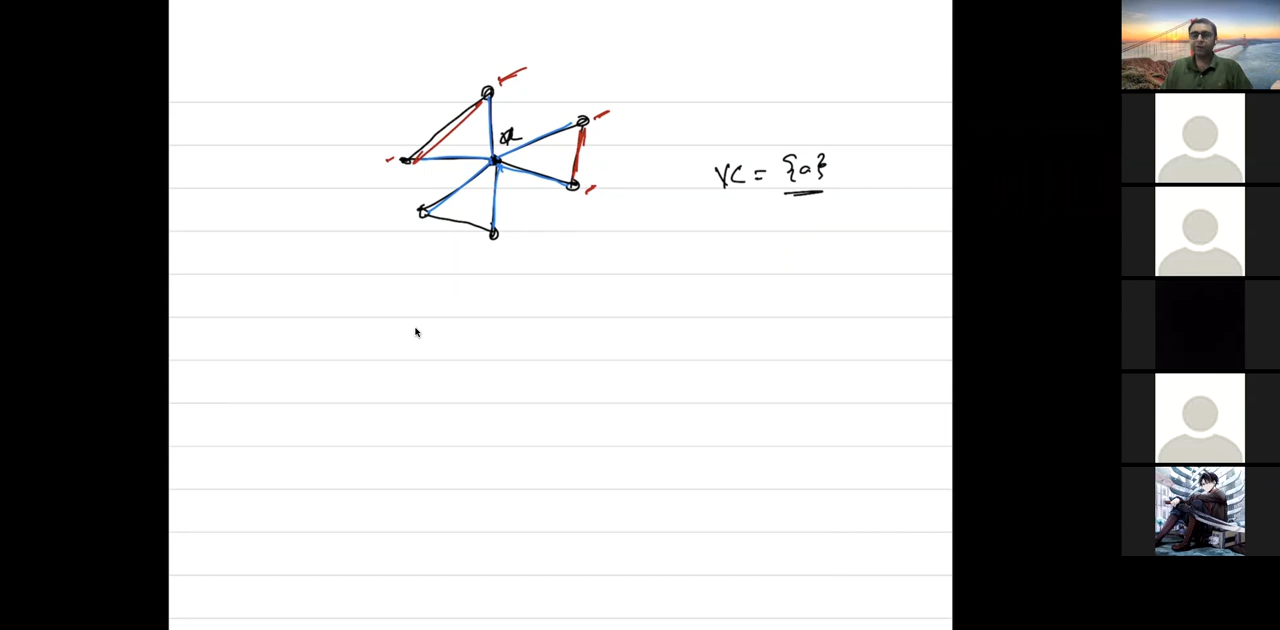 a
VC = {a}